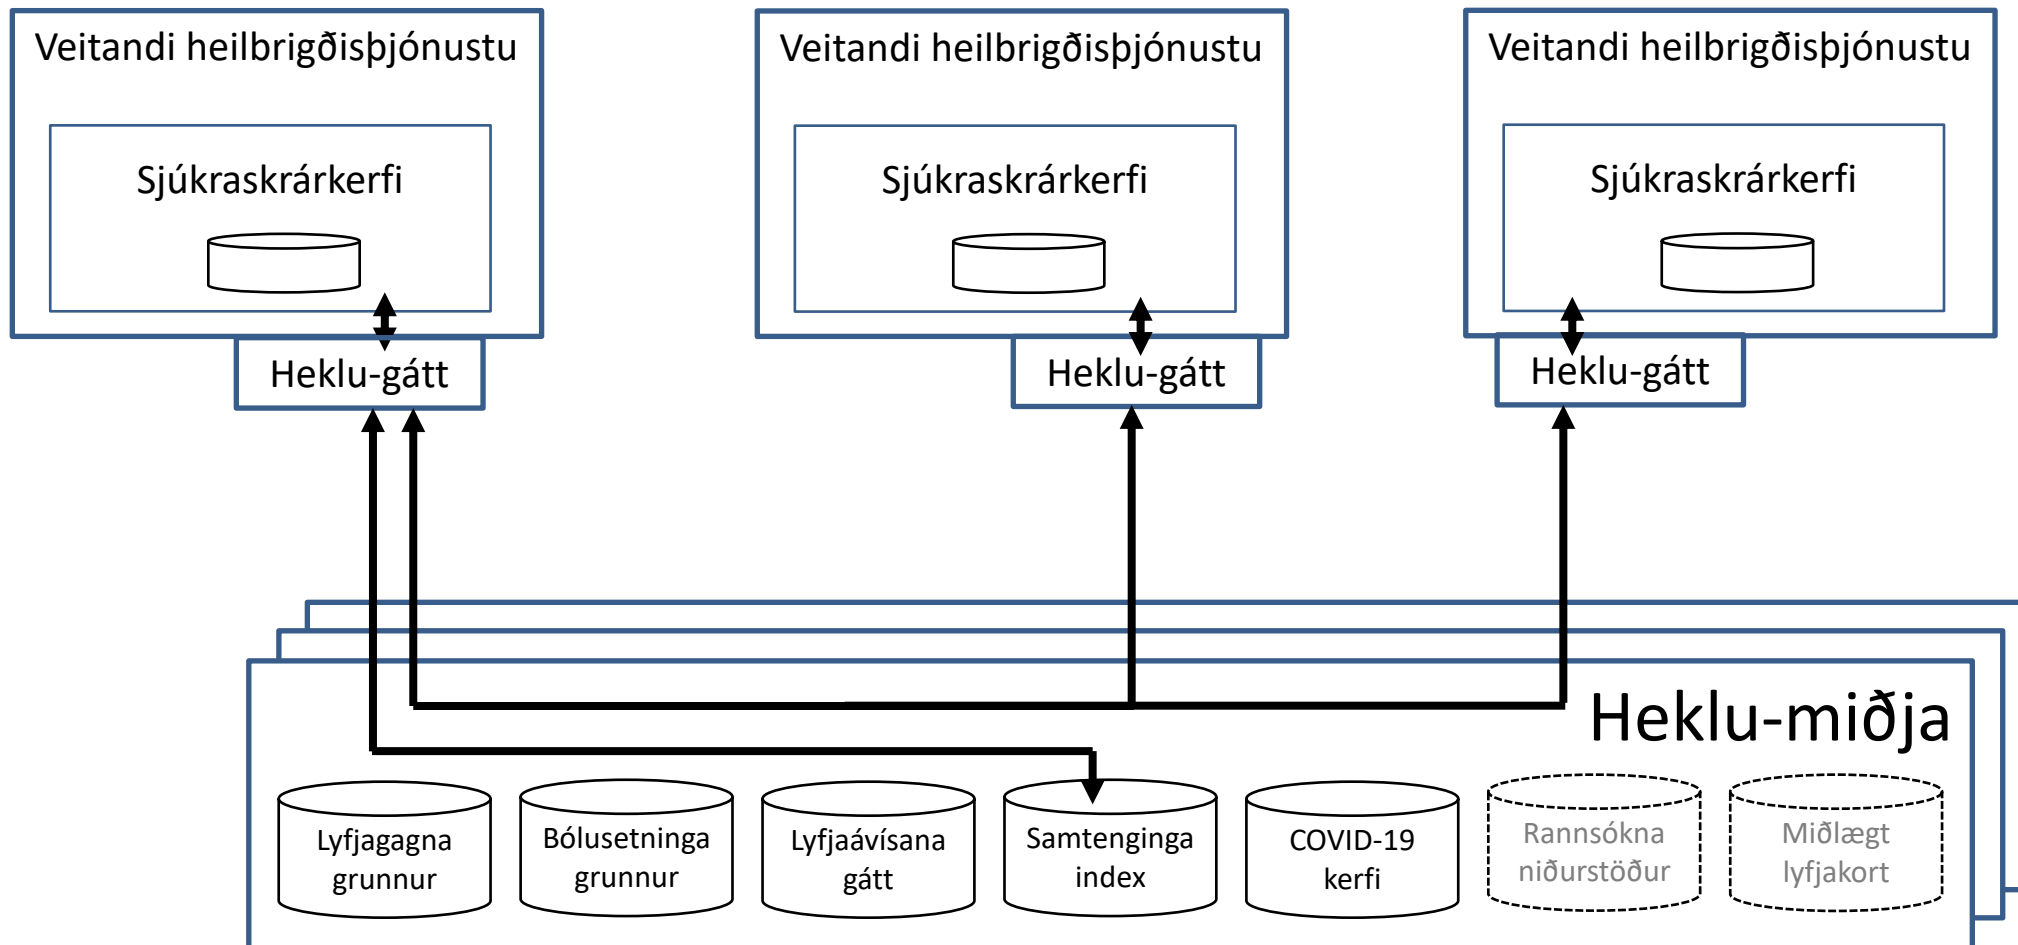 Veitandi heilbrigðisþjónustu
Sjúkraskrárkerfi
Heklu-gátt
Veitandi heilbrigðisþjónustu
Sjúkraskrárkerfi
Heklu-gátt
Veitandi heilbrigðisþjónustu
Sjúkraskrárkerfi
Heklu-gátt
Heklu-miðja
Lyfjagagna
grunnur
Bólusetninga
grunnur
Lyfjaávísana
gátt
Samtenginga
index
COVID-19
kerfi
Rannsókna
niðurstöður
Miðlægt
lyfjakort